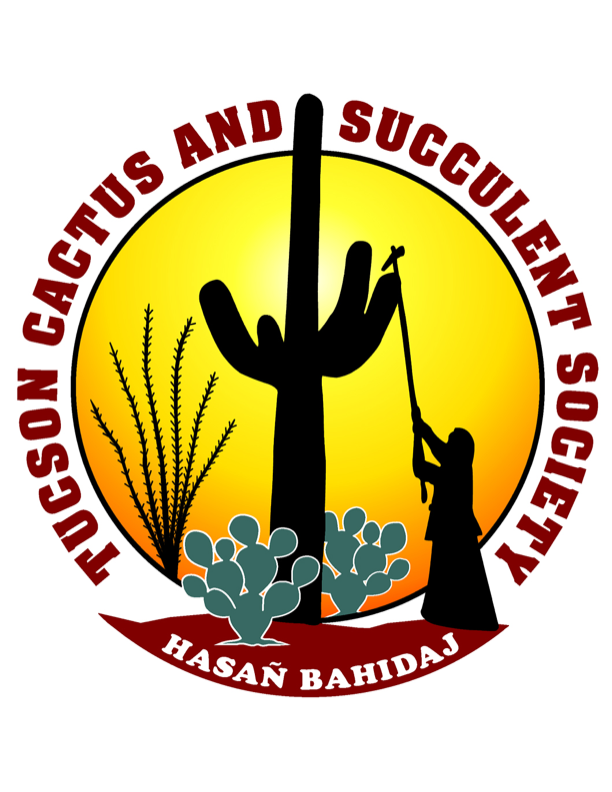 TUCSON CACTUS AND SUCCULENT SOCIETY
HASAÑ BAHIDAJ